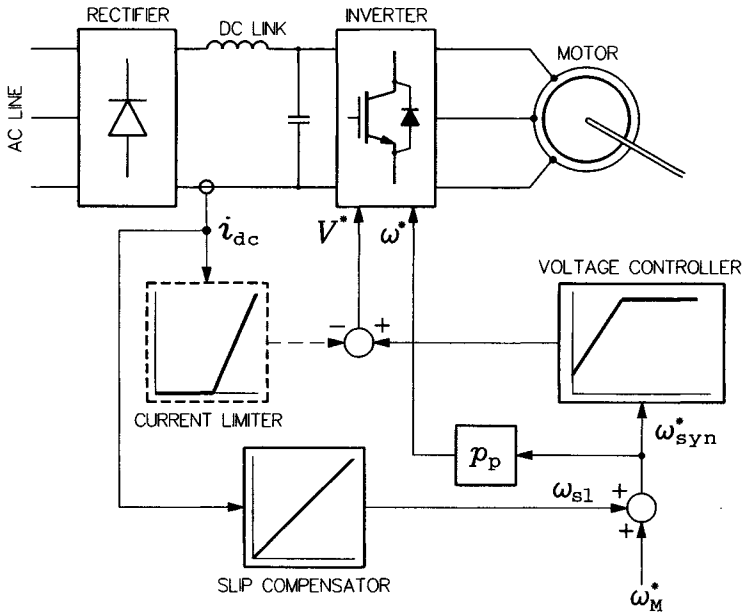 RECTIFIER
DC LINK
INVERTER
MOTOR
AC LINE
i_dc
V*
ω*
VOLTAGE CONTROLLER
−
+
CURRENT LIMITER
p_p
ω*_syn
ω_sl
+
+
SLIP COMPENSATOR
ω*_M